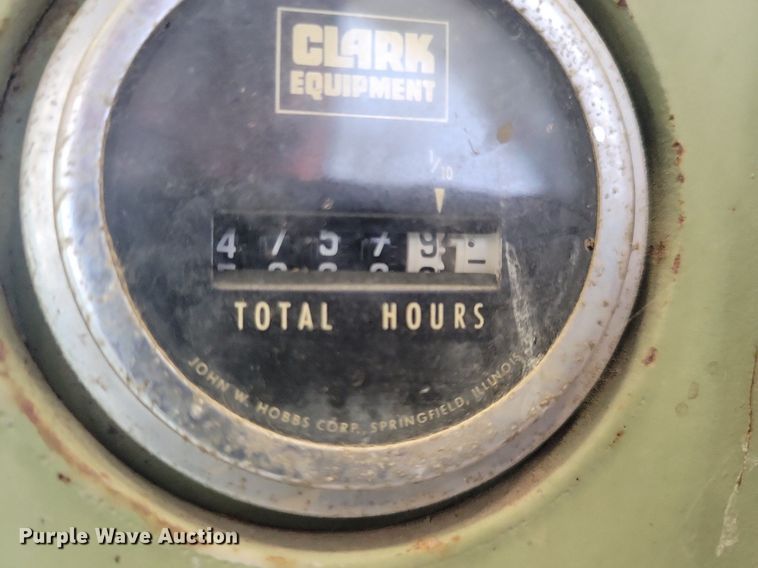 CLARK
EQUIPMENT
1/10
4 7 5 7 9
TOTAL HOURS
JOHN W. HOBBS CORP., SPRINGFIELD, ILLINOIS
Purple Wave Auction